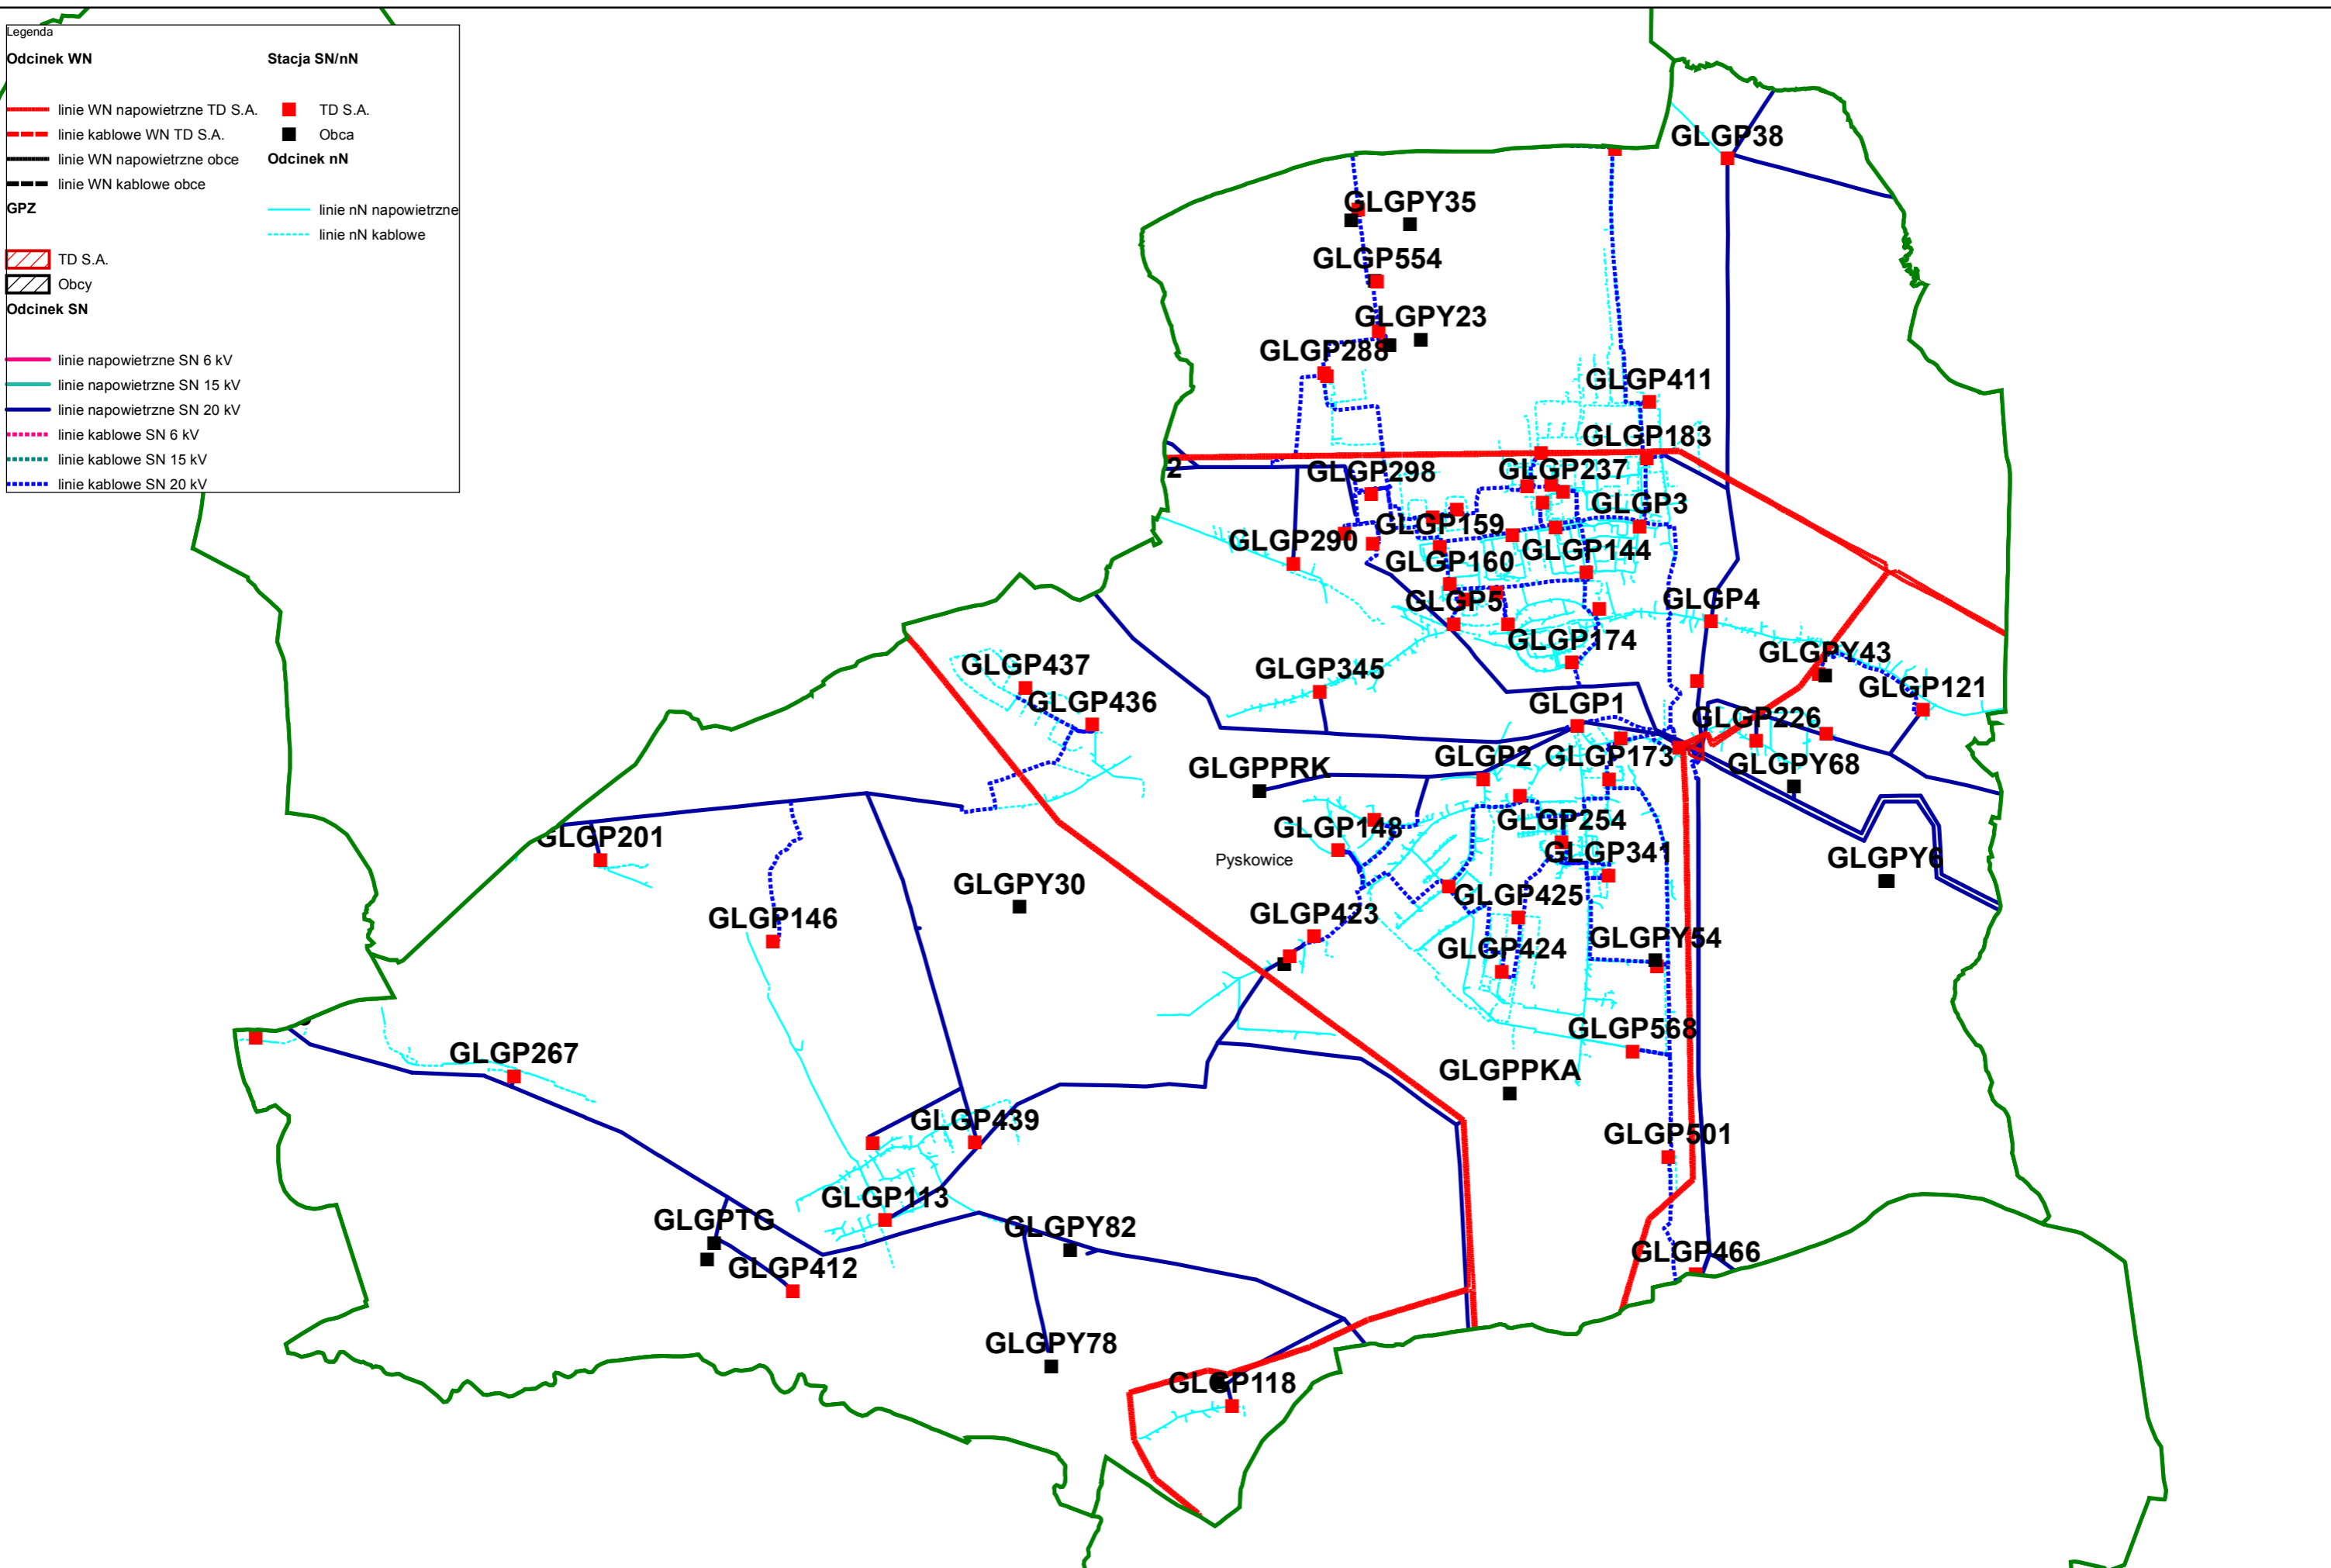 Legenda
Odcinek WN
Stacja SN/nN
linie WN napowietrzne TD S.A.
TD S.A.
linie kablowe WN TD S.A.
Obca
linie WN napowietrzne obce
Odcinek nN
linie WN kablowe obce
GPZ
linie nN napowietrzne
linie nN kablowe
TD S.A.
Obcy
Odcinek SN
linie napowietrzne SN 6 kV
linie napowietrzne SN 15 kV
linie napowietrzne SN 20 kV
linie kablowe SN 6 kV
linie kablowe SN 15 kV
linie kablowe SN 20 kV
GLGP38
GLGPY35
GLGP554
GLGPY23
GLGP288
GLGP411
GLGP183
2
GLGP298
GLGP237
GLGP3
GLGP159
GLGP290
GLGP144
GLGP160
GLGP5
GLGP4
GLGP174
GLGPY43
GLGP437
GLGP345
GLGP121
GLGP436
GLGP1
GLGP226
GLGP2
GLGP173
GLGPPRK
GLGPY68
GLGP148
GLGP254
GLGP201
GLGP341
Pyskowice
GLGPY6
GLGPY30
GLGP425
GLGP146
GLGP423
GLGPY54
GLGP424
GLGP568
GLGP267
GLGPPKA
GLGP439
GLGP501
GLGP113
GLGPTG
GLGPY82
GLGP466
GLGP412
GLGPY78
GLGP118